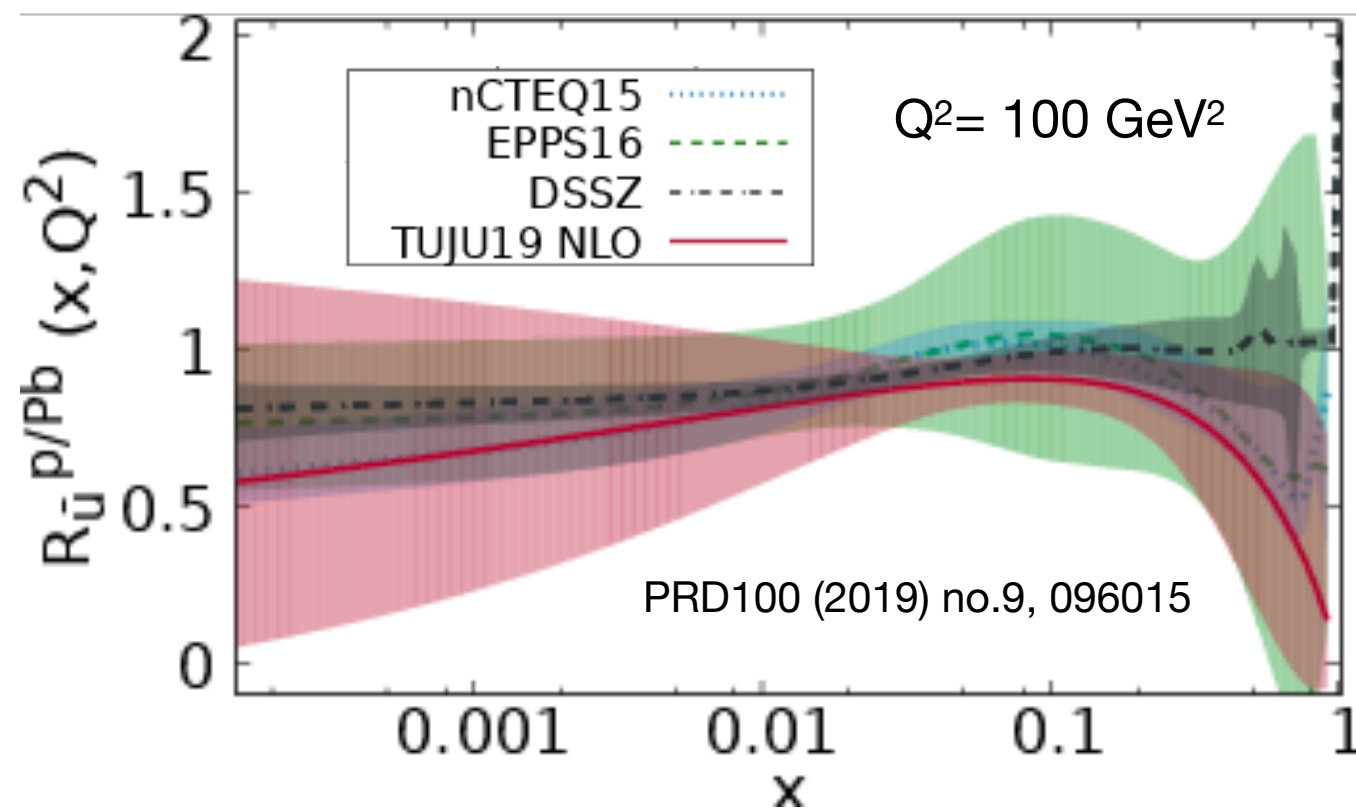 2
1.5
1
0.5
0
R_ū^{p/Pb} (x,Q²)
nCTEQ15
EPPS16
DSSZ
TUJU19 NLO
Q²= 100 GeV²
PRD100 (2019) no.9, 096015
0.001 0.01 0.1 1
x